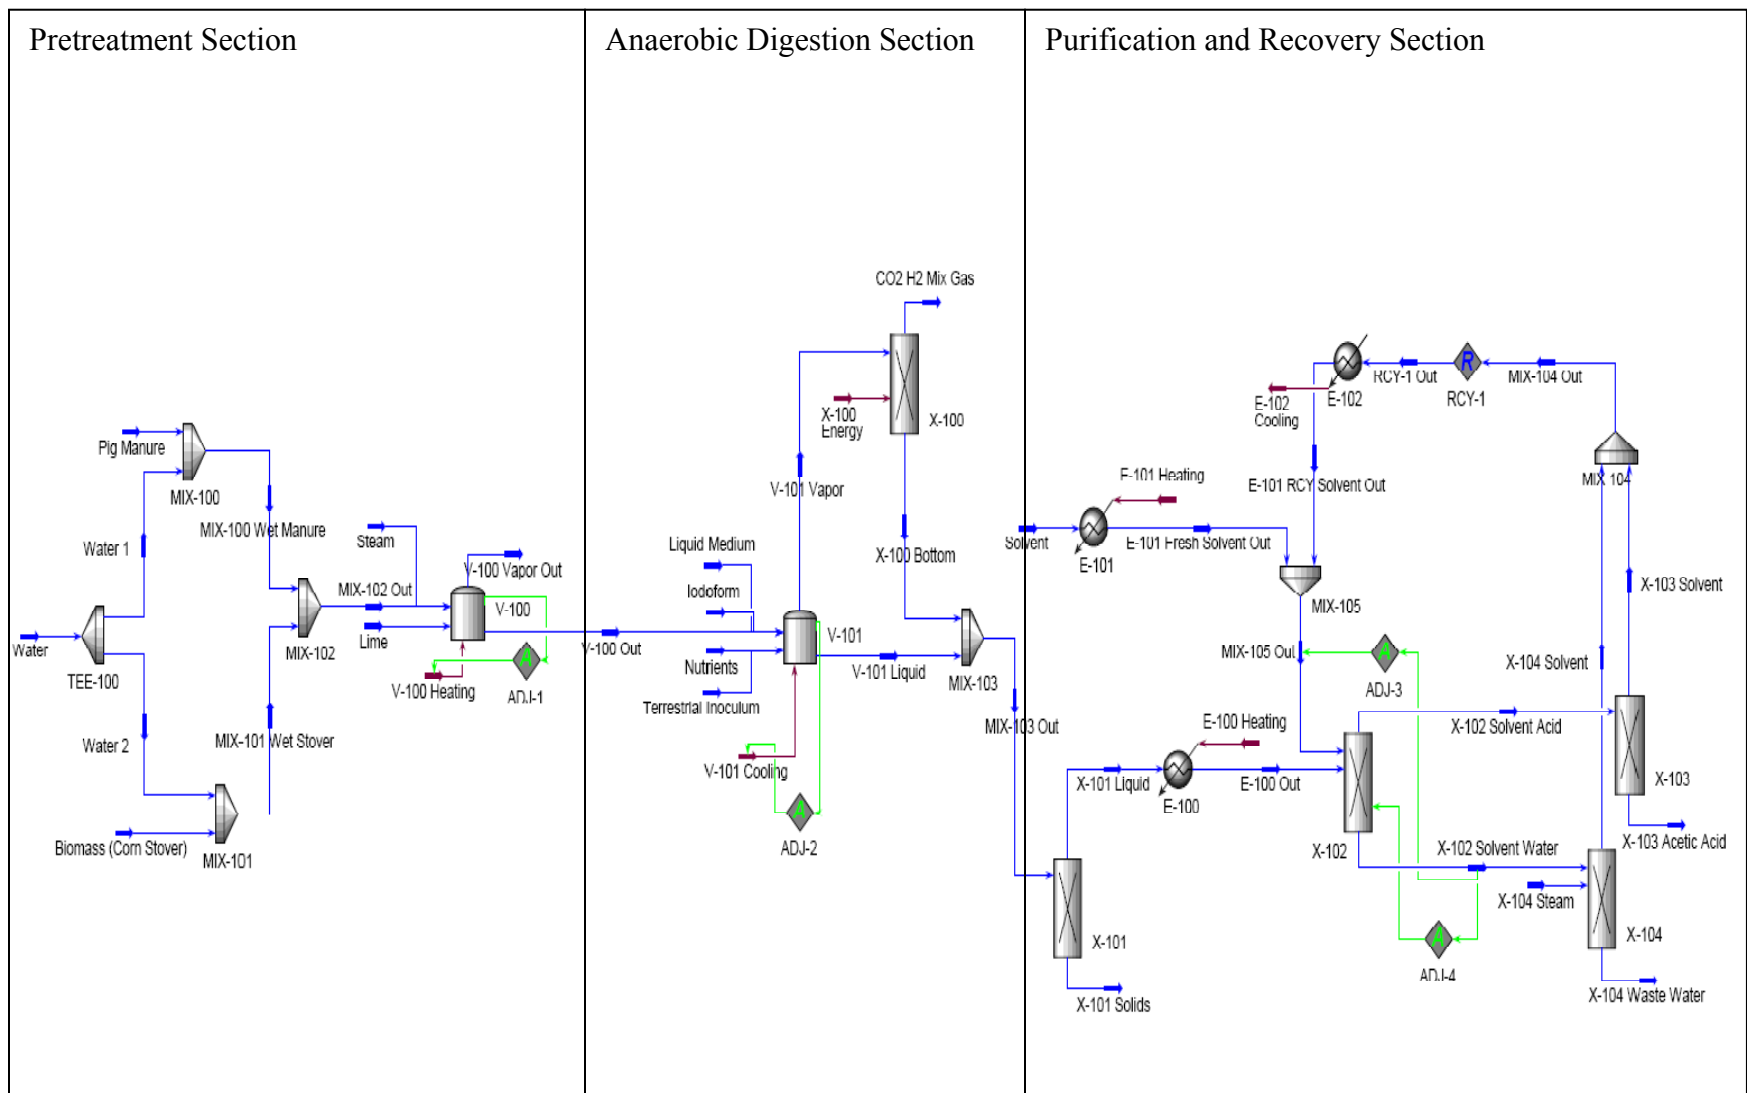 Pretreatment Section
Pig Manure
MIX-100
MIX-100 Wet Manure
Water 1
Steam
MIX-102 Out
V-100 Vapor Out
V-100
Water
TEE-100
MIX-102
Lime
V-100 Heating
ADJ-1
Water 2
MIX-101 Wet Stover
Biomass (Corn Stover)
MIX-101
V-100 Out
Anaerobic Digestion Section
CO2 H2 Mix Gas
X-100
Energy
X-100
V-101 Vapor
Liquid Medium
X-100 Bottom
Iodoform
V-101
Nutrients
V-101 Liquid
MIX-103
Terrestrial Inoculum
MIX-103 Out
V-101 Cooling
ADJ-2
Purification and Recovery Section
E-102
Cooling
E-102
RCY-1 Out
RCY-1
MIX-104 Out
E-101 Heating
E-101 RCY Solvent Out
MIX 104
Solvent
E-101
E-101 Fresh Solvent Out
MIX-105
X-103 Solvent
MIX-105 Out
ADJ-3
X-104 Solvent
E-100 Heating
X-102 Solvent Acid
X-101 Liquid
E-100
E-100 Out
X-103
X-102
X-102 Solvent Water
X-103 Acetic Acid
X-104 Steam
X-101
ADJ-4
X-104
X-101 Solids
X-104 Waste Water
A
A
A
A
R